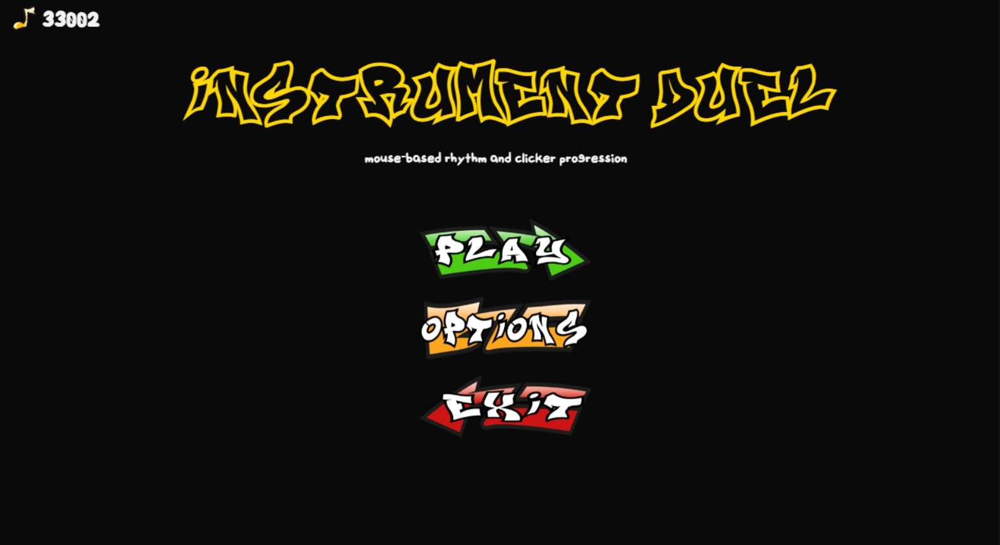 33002
iNSTRUMENT DUEL
mouse-based rhythm and clicker progression
PLAY
OPTiONS
EXiT